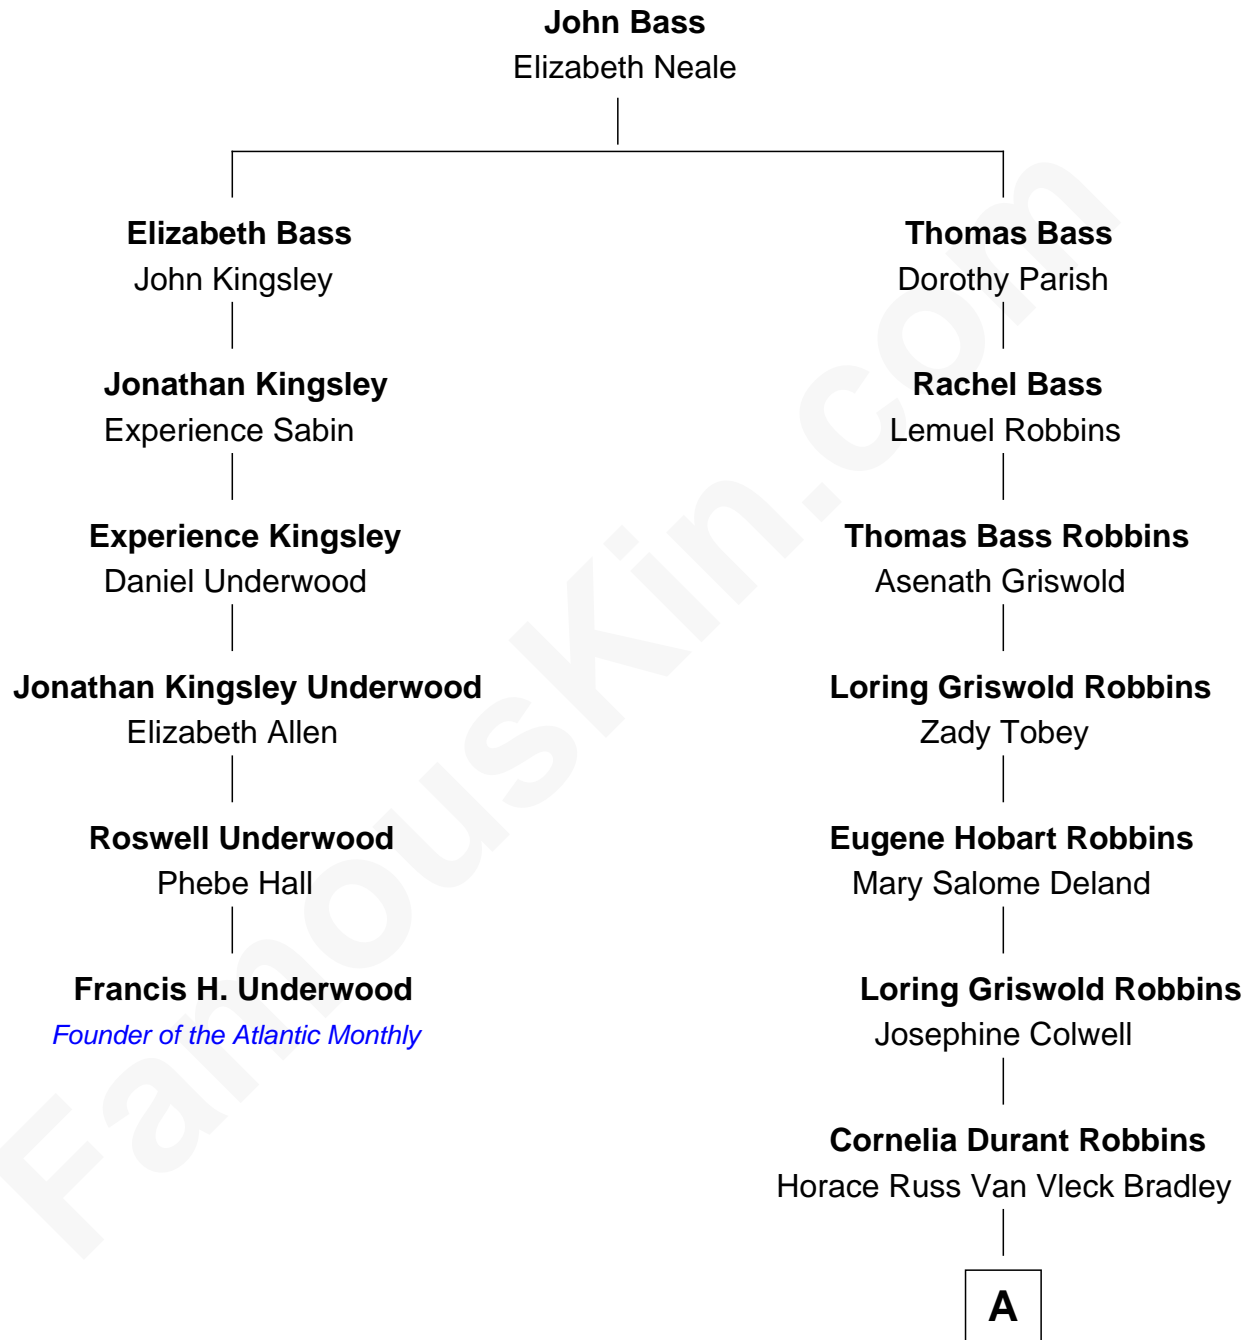 John Bass
Elizabeth Neale
Elizabeth Bass
John Kingsley
Jonathan Kingsley
Experience Sabin
Experience Kingsley
Daniel Underwood
Jonathan Kingsley Underwood
Elizabeth Allen
Roswell Underwood
Phebe Hall
Francis H. Underwood
Founder of the Atlantic Monthly
Thomas Bass
Dorothy Parish
Rachel Bass
Lemuel Robbins
Thomas Bass Robbins
Asenath Griswold
Loring Griswold Robbins
Zady Tobey
Eugene Hobart Robbins
Mary Salome Deland
Loring Griswold Robbins
Josephine Colwell
Cornelia Durant Robbins
Horace Russ Van Vleck Bradley
A
FamousKin.com